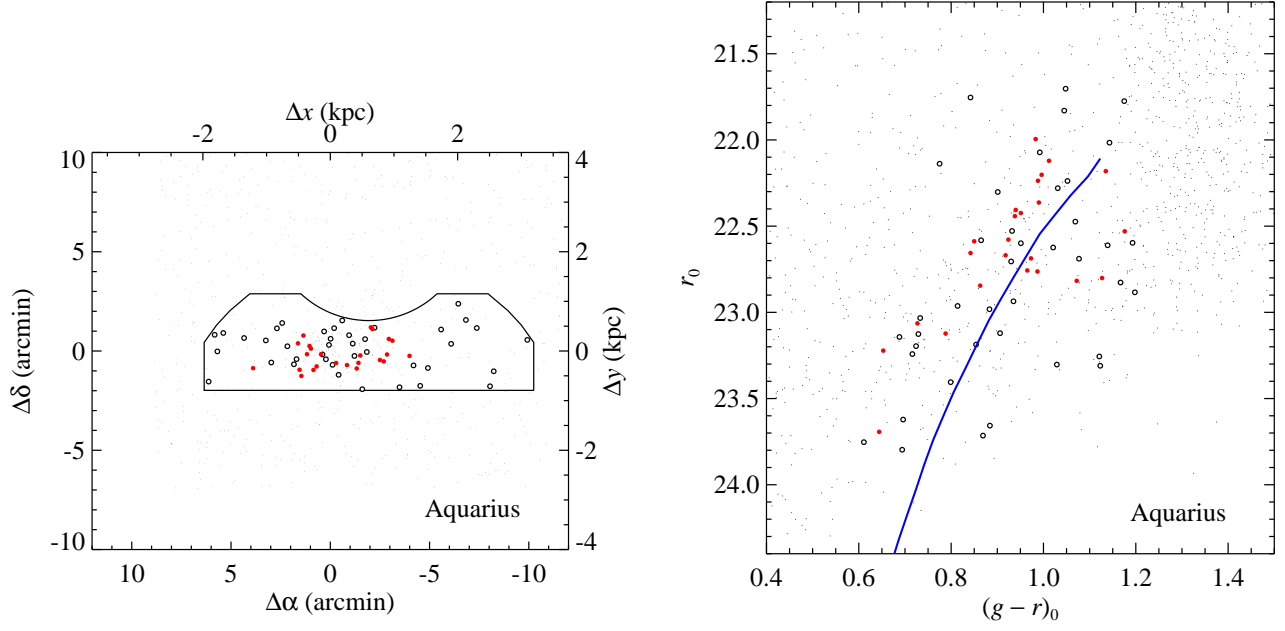 Δx (kpc)
-2 0 2
10
5
0
-5
-10
Δδ (arcmin)
4
2
0
-2
-4
Δy (kpc)
Aquarius
10 5 0 -5 -10
Δα (arcmin)
21.5
22.0
22.5
23.0
23.5
24.0
r0
Aquarius
0.4 0.6 0.8 1.0 1.2 1.4
(g − r)0